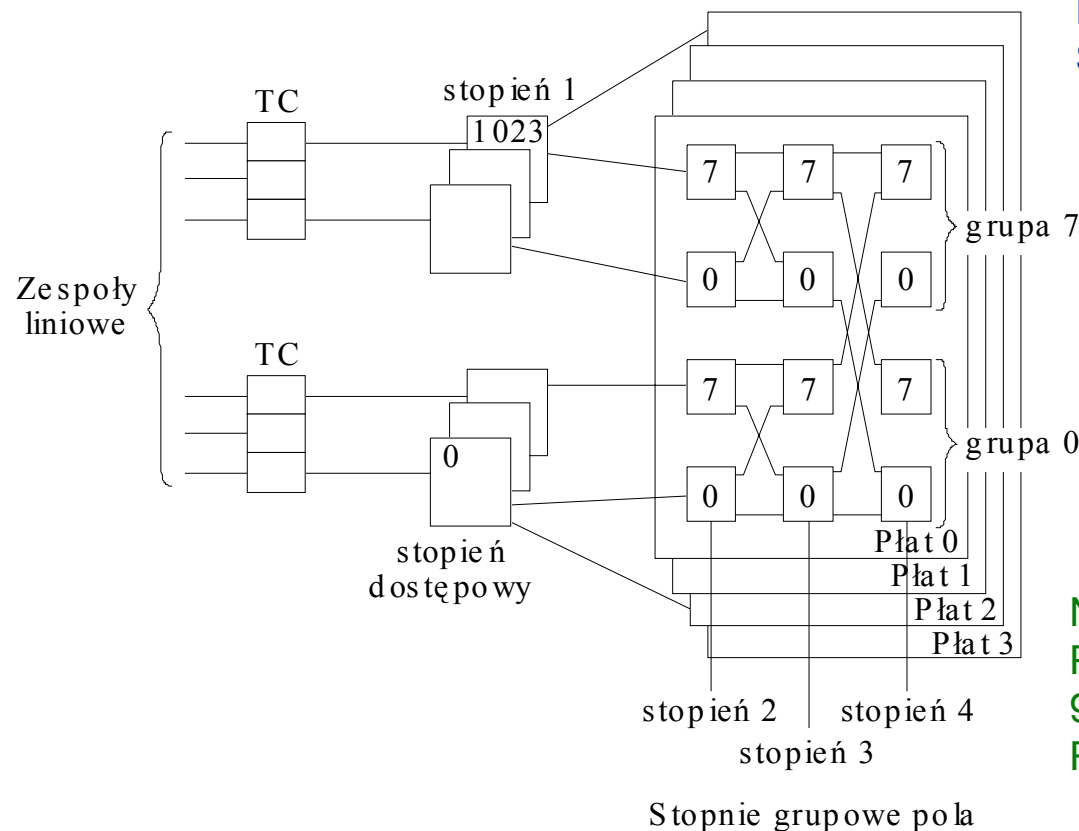 stopień 1
TC
1023
7 7 7
grupa 7
0 0 0
Zespoły
liniowe
TC
7 7 7
grupa 0
0
0 0 0
stopień
dostępowy
Płat 0
Płat 1
Płat 2
Płat 3
stopień 2
stopień 4
stopień 3
Stopnie grupowe pola